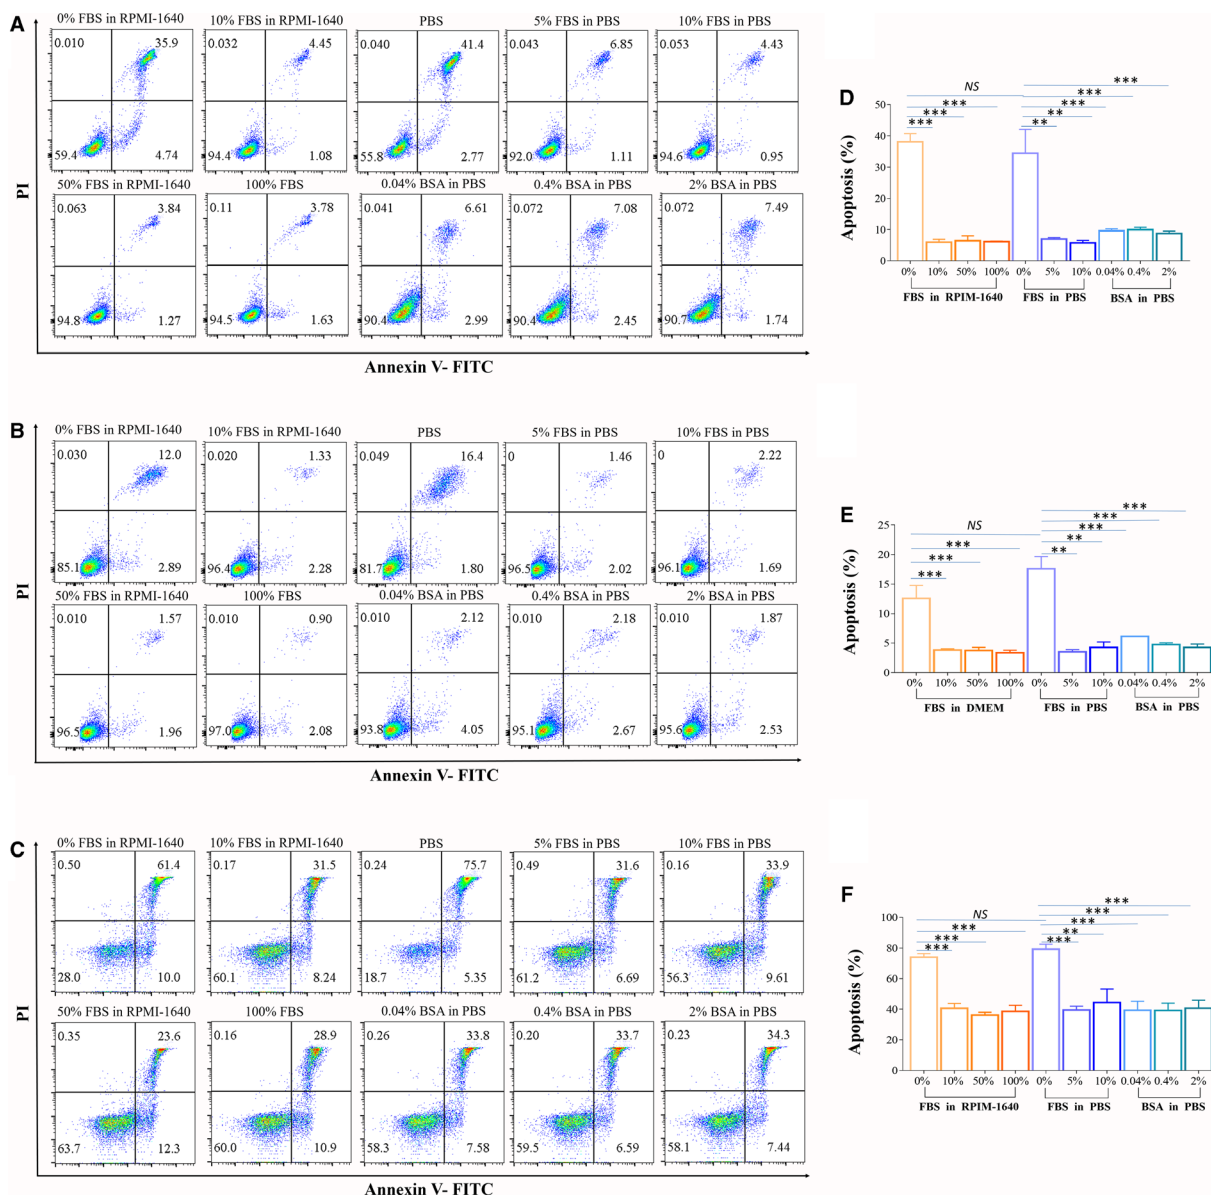 A
0% FBS in RPMI-1640 10% FBS in RPMI-1640 PBS 5% FBS in PBS 10% FBS in PBS
0.010 35.9 0.032 4.45 0.040 41.4 0.043 6.85 0.053 4.43
59.4 4.74 94.4 1.08 55.8 2.77 92.0 1.11 94.6 0.95
50% FBS in RPMI-1640 100% FBS 0.04% BSA in PBS 0.4% BSA in PBS 2% BSA in PBS
0.063 3.84 0.11 3.78 0.041 6.61 0.072 7.08 0.072 7.49
94.8 1.27 94.5 1.63 90.4 2.99 90.4 2.45 90.7 1.74
PI
Annexin V- FITC
D
NS *** *** *** *** *** *** *** ** **
50
40
30
20
10
0
Apoptosis (%)
0% 10% 50% 100% 0% 5% 10% 0.04% 0.4% 2%
FBS in RPIM-1640 FBS in PBS BSA in PBS
B
0% FBS in RPMI-1640 10% FBS in RPMI-1640 PBS 5% FBS in PBS 10% FBS in PBS
0.030 12.0 0.020 1.33 0.049 16.4 0 1.46 0 2.22
85.1 2.89 96.4 2.28 81.7 1.80 96.5 2.02 96.1 1.69
50% FBS in RPMI-1640 100% FBS 0.04% BSA in PBS 0.4% BSA in PBS 2% BSA in PBS
0.010 1.57 0.010 0.90 0.010 2.12 0.010 2.18 0.010 1.87
96.5 1.96 97.0 2.08 93.8 4.05 95.1 2.67 95.6 2.53
PI
Annexin V- FITC
E
NS *** *** *** *** *** *** ** **
25
20
15
10
5
0
Apoptosis (%)
0% 10% 50% 100% 0% 5% 10% 0.04% 0.4% 2%
FBS in DMEM FBS in PBS BSA in PBS
C
0% FBS in RPMI-1640 10% FBS in RPMI-1640 PBS 5% FBS in PBS 10% FBS in PBS
0.50 61.4 0.17 31.5 0.24 75.7 0.49 31.6 0.16 33.9
28.0 10.0 60.1 8.24 18.7 5.35 61.2 6.69 56.3 9.61
50% FBS in RPMI-1640 100% FBS 0.04% BSA in PBS 0.4% BSA in PBS 2% BSA in PBS
0.35 23.6 0.16 28.9 0.26 33.8 0.20 33.7 0.23 34.3
63.7 12.3 60.0 10.9 58.3 7.58 59.5 6.59 58.1 7.44
PI
Annexin V- FITC
F
NS *** *** *** *** *** *** ** ***
100
80
60
40
20
0
Apoptosis (%)
0% 10% 50% 100% 0% 5% 10% 0.04% 0.4% 2%
FBS in RPIM-1640 FBS in PBS BSA in PBS